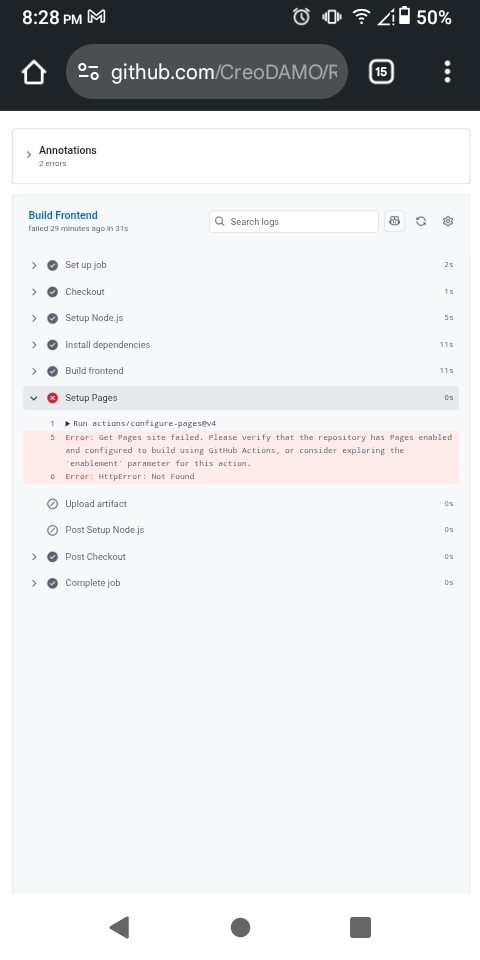 8:28 PM
50%
github.com/CreoDAMO/R
15
Annotations
2 errors
Build Frontend
failed 29 minutes ago in 31s
Search logs
Set up job 2s
Checkout 1s
Setup Node.js 5s
Install dependencies 11s
Build frontend 11s
Setup Pages 0s
1 Run actions/configure-pages@v4
5 Error: Get Pages site failed. Please verify that the repository has Pages enabled
and configured to build using GitHub Actions, or consider exploring the
`enablement` parameter for this action.
6 Error: HttpError: Not Found
Upload artifact 0s
Post Setup Node.js 0s
Post Checkout 0s
Complete job 0s